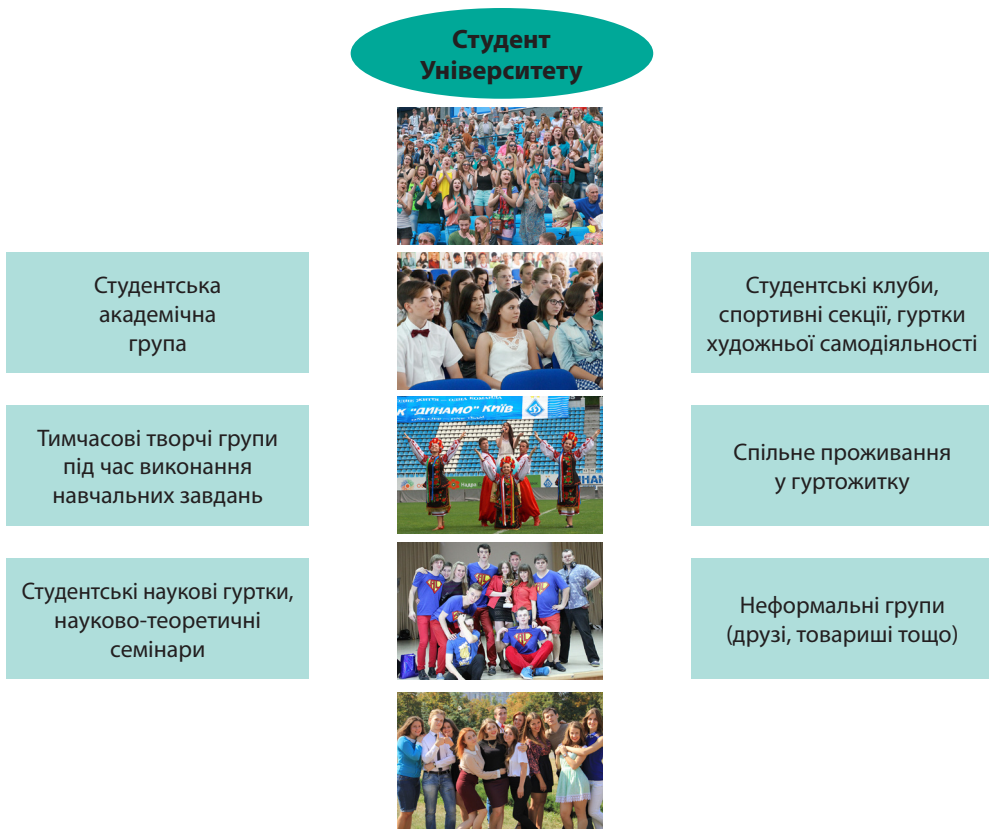 Студент
Університету
Студентська
академічна
група
Студентські клуби,
спортивні секції, гуртки
художньої самодіяльності
К "ДИНАМО" КИЇВ
Надра
Тимчасові творчі групи
під час виконання
навчальних завдань
Спільне проживання
у гуртожитку
Студентські наукові гуртки,
науково-теоретичні
семінари
Неформальні групи
(друзі, товариші тощо)